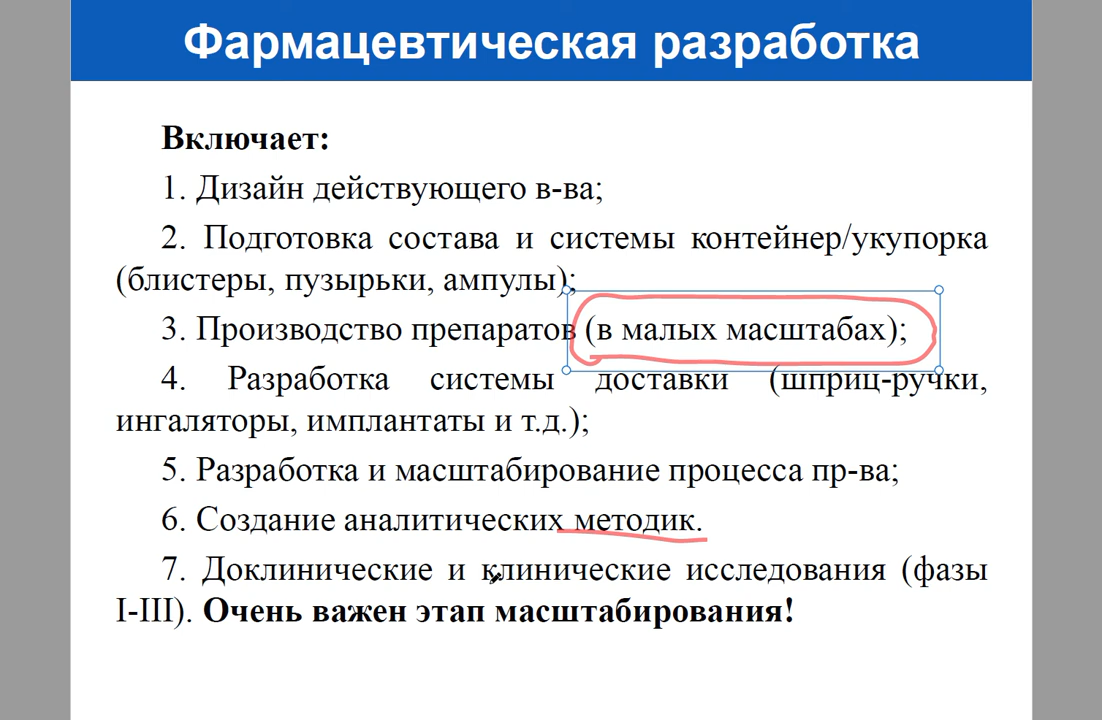 Фармацевтическая разработка
Включает:
1. Дизайн действующего в-ва;
2. Подготовка состава и системы контейнер/укупорка
(блистеры, пузырьки, ампулы);
3. Производство препаратов (в малых масштабах);
4. Разработка системы доставки (шприц-ручки,
ингаляторы, имплантаты и т.д.);
5. Разработка и масштабирование процесса пр-ва;
6. Создание аналитических методик.
7. Доклинические и клинические исследования (фазы
I-III). Очень важен этап масштабирования!